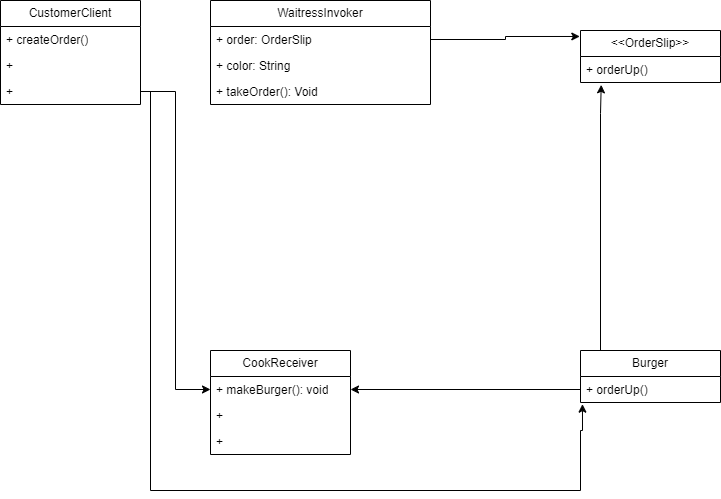 CustomerClient
+ createOrder()
+
+
WaitressInvoker
+ order: OrderSlip
+ color: String
+ takeOrder(): Void
<<OrderSlip>>
+ orderUp()
CookReceiver
+ makeBurger(): void
+
+
Burger
+ orderUp()